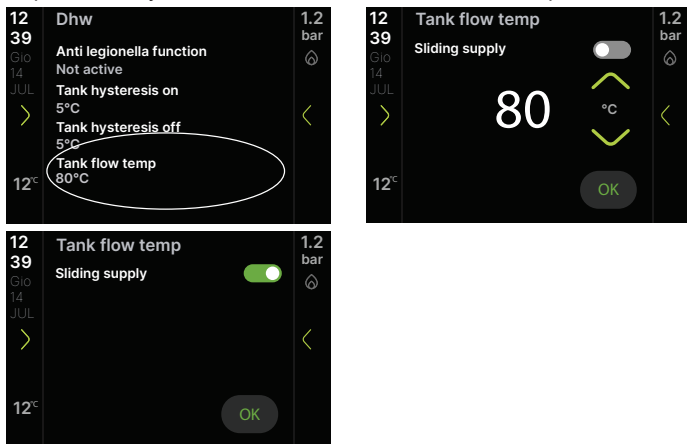 12
39
Gio
14
JUL
12°C
Dhw
Anti legionella function
Not active
Tank hysteresis on
5°C
Tank hysteresis off
5°C
Tank flow temp
80°C
1.2
bar
12
39
Gio
14
JUL
12°C
Tank flow temp
Sliding supply
80
°C
OK
1.2
bar
12
39
Gio
14
JUL
12°C
Tank flow temp
Sliding supply
OK
1.2
bar